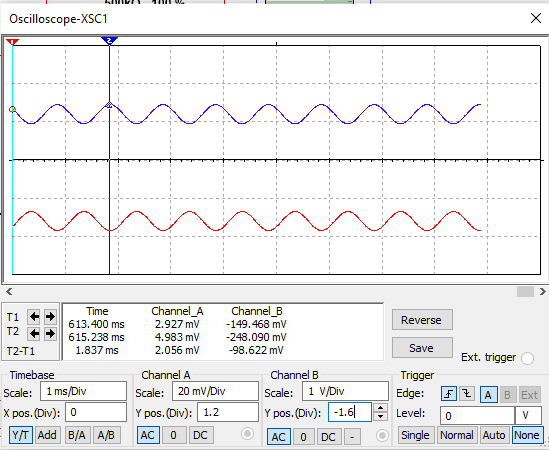 Oscilloscope-XSC1
1 2
T1
T2
T2-T1
Time Channel_A Channel_B
613.400 ms 2.927 mV -149.468 mV
615.238 ms 4.983 mV -248.090 mV
1.837 ms 2.056 mV -98.622 mV
Reverse
Save
Ext. trigger
Timebase Channel A Channel B Trigger
Scale: 1 ms/Div Scale: 20 mV/Div Scale: 1 V/Div Edge: A B Ext
X pos.(Div): 0 Y pos.(Div): 1.2 Y pos.(Div): -1.6 Level: 0 V
Y/T Add B/A A/B AC 0 DC AC 0 DC - Single Normal Auto None